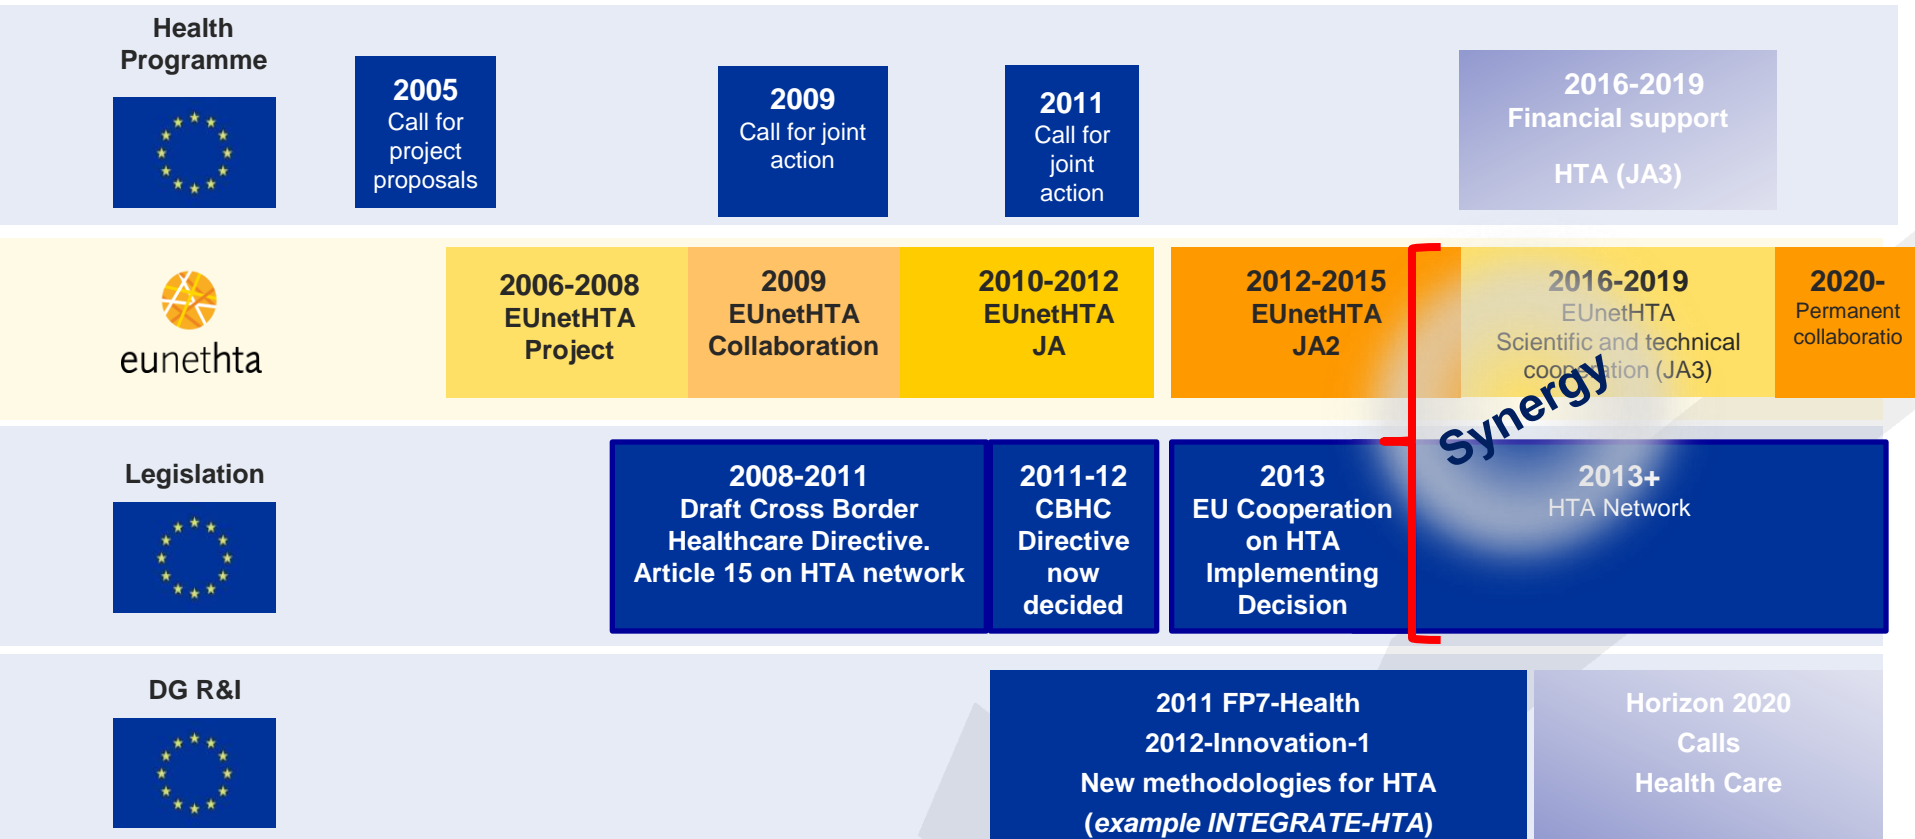 Health
Programme
2005
Call for
project
proposals
2009
Call for joint
action
2011
Call for
joint
action
2016-2019
Financial support
HTA (JA3)
eunethta
2006-2008
EUnetHTA
Project
2009
EUnetHTA
Collaboration
2010-2012
EUnetHTA
JA
2012-2015
EUnetHTA
JA2
2016-2019
EUnetHTA
Scientific and technical
cooperation (JA3)
2020-
Permanent
collaboratio
Synergy
Legislation
2008-2011
Draft Cross Border
Healthcare Directive.
Article 15 on HTA network
2011-12
CBHC
Directive
now
decided
2013
EU Cooperation
on HTA
Implementing
Decision
2013+
HTA Network
DG R&I
2011 FP7-Health
2012-Innovation-1
New methodologies for HTA
(example INTEGRATE-HTA)
Horizon 2020
Calls
Health Care